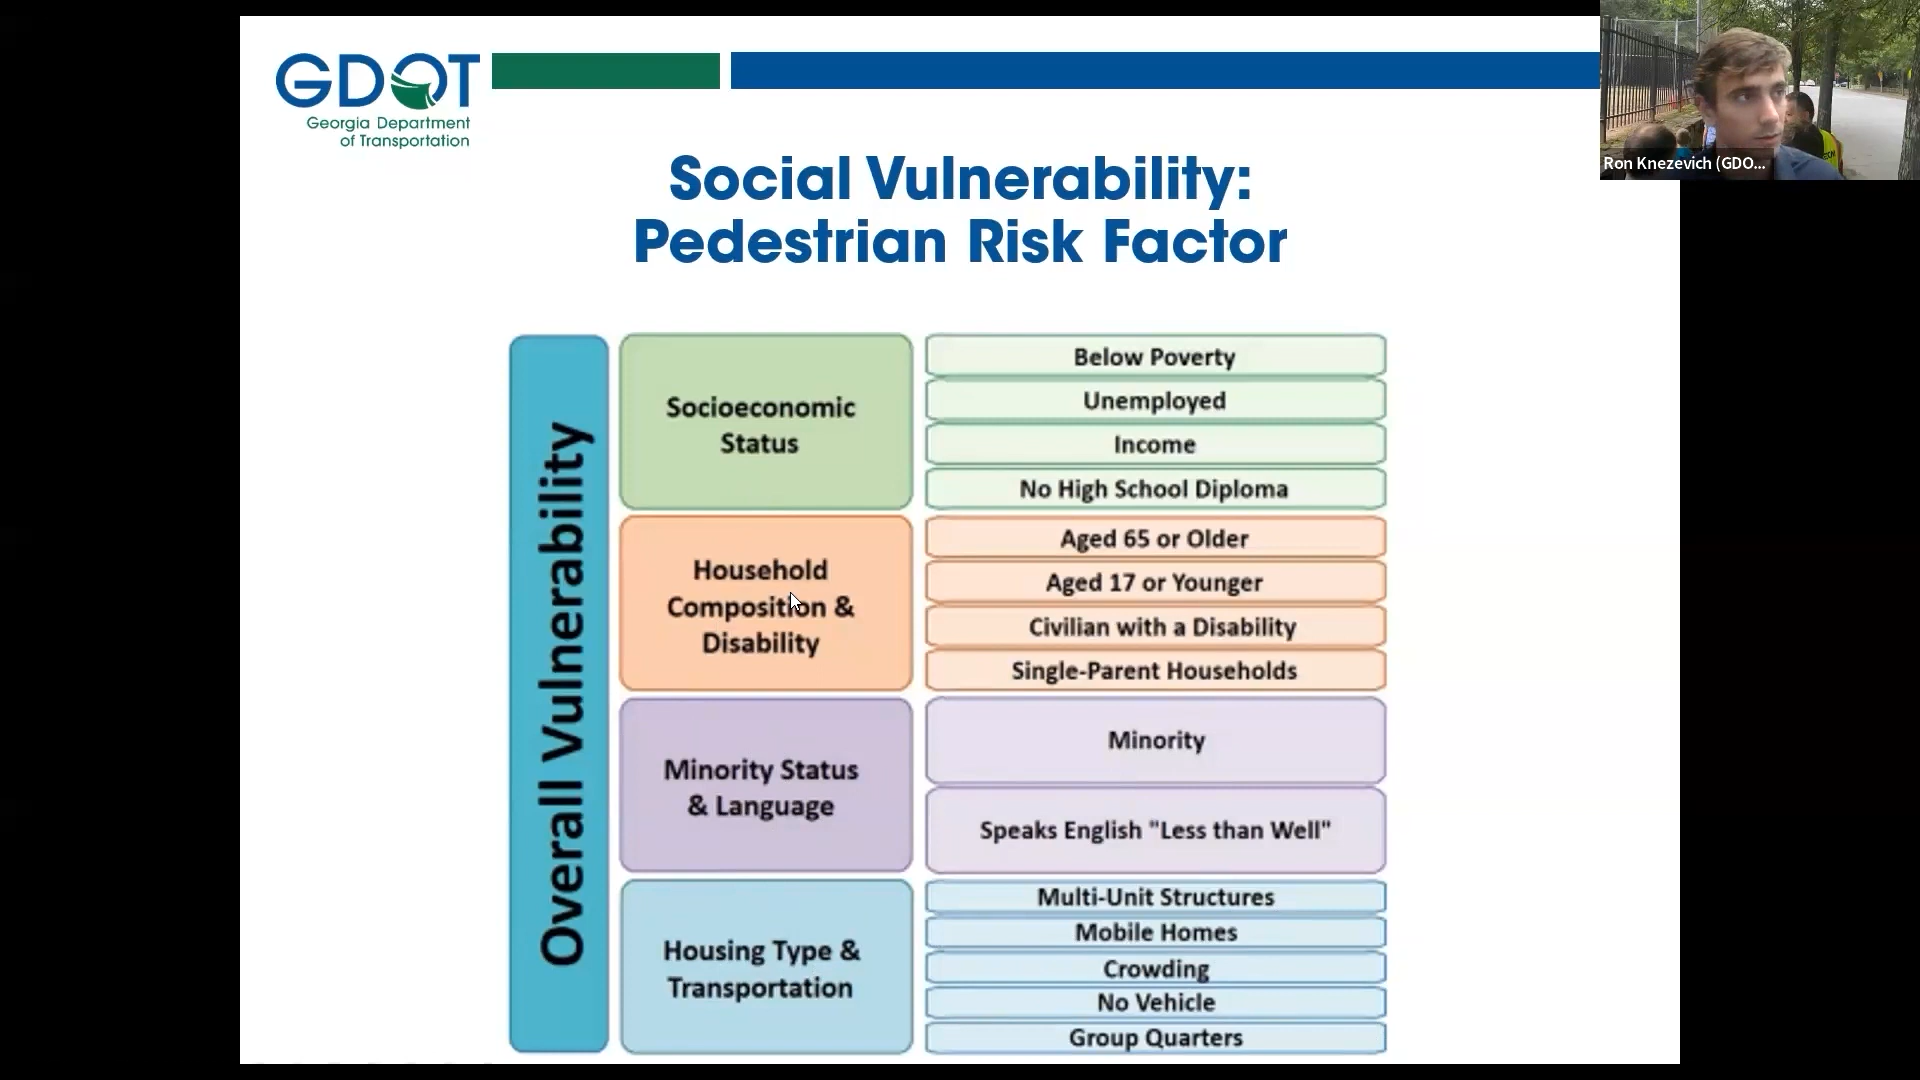 GDOT
Georgia Department
of Transportation
Ron Knezevich (GDO...
Social Vulnerability:
Pedestrian Risk Factor
Overall Vulnerability
Socioeconomic
Status
Below Poverty
Unemployed
Income
No High School Diploma
Household
Composition &
Disability
Aged 65 or Older
Aged 17 or Younger
Civilian with a Disability
Single-Parent Households
Minority Status
& Language
Minority
Speaks English "Less than Well"
Housing Type &
Transportation
Multi-Unit Structures
Mobile Homes
Crowding
No Vehicle
Group Quarters